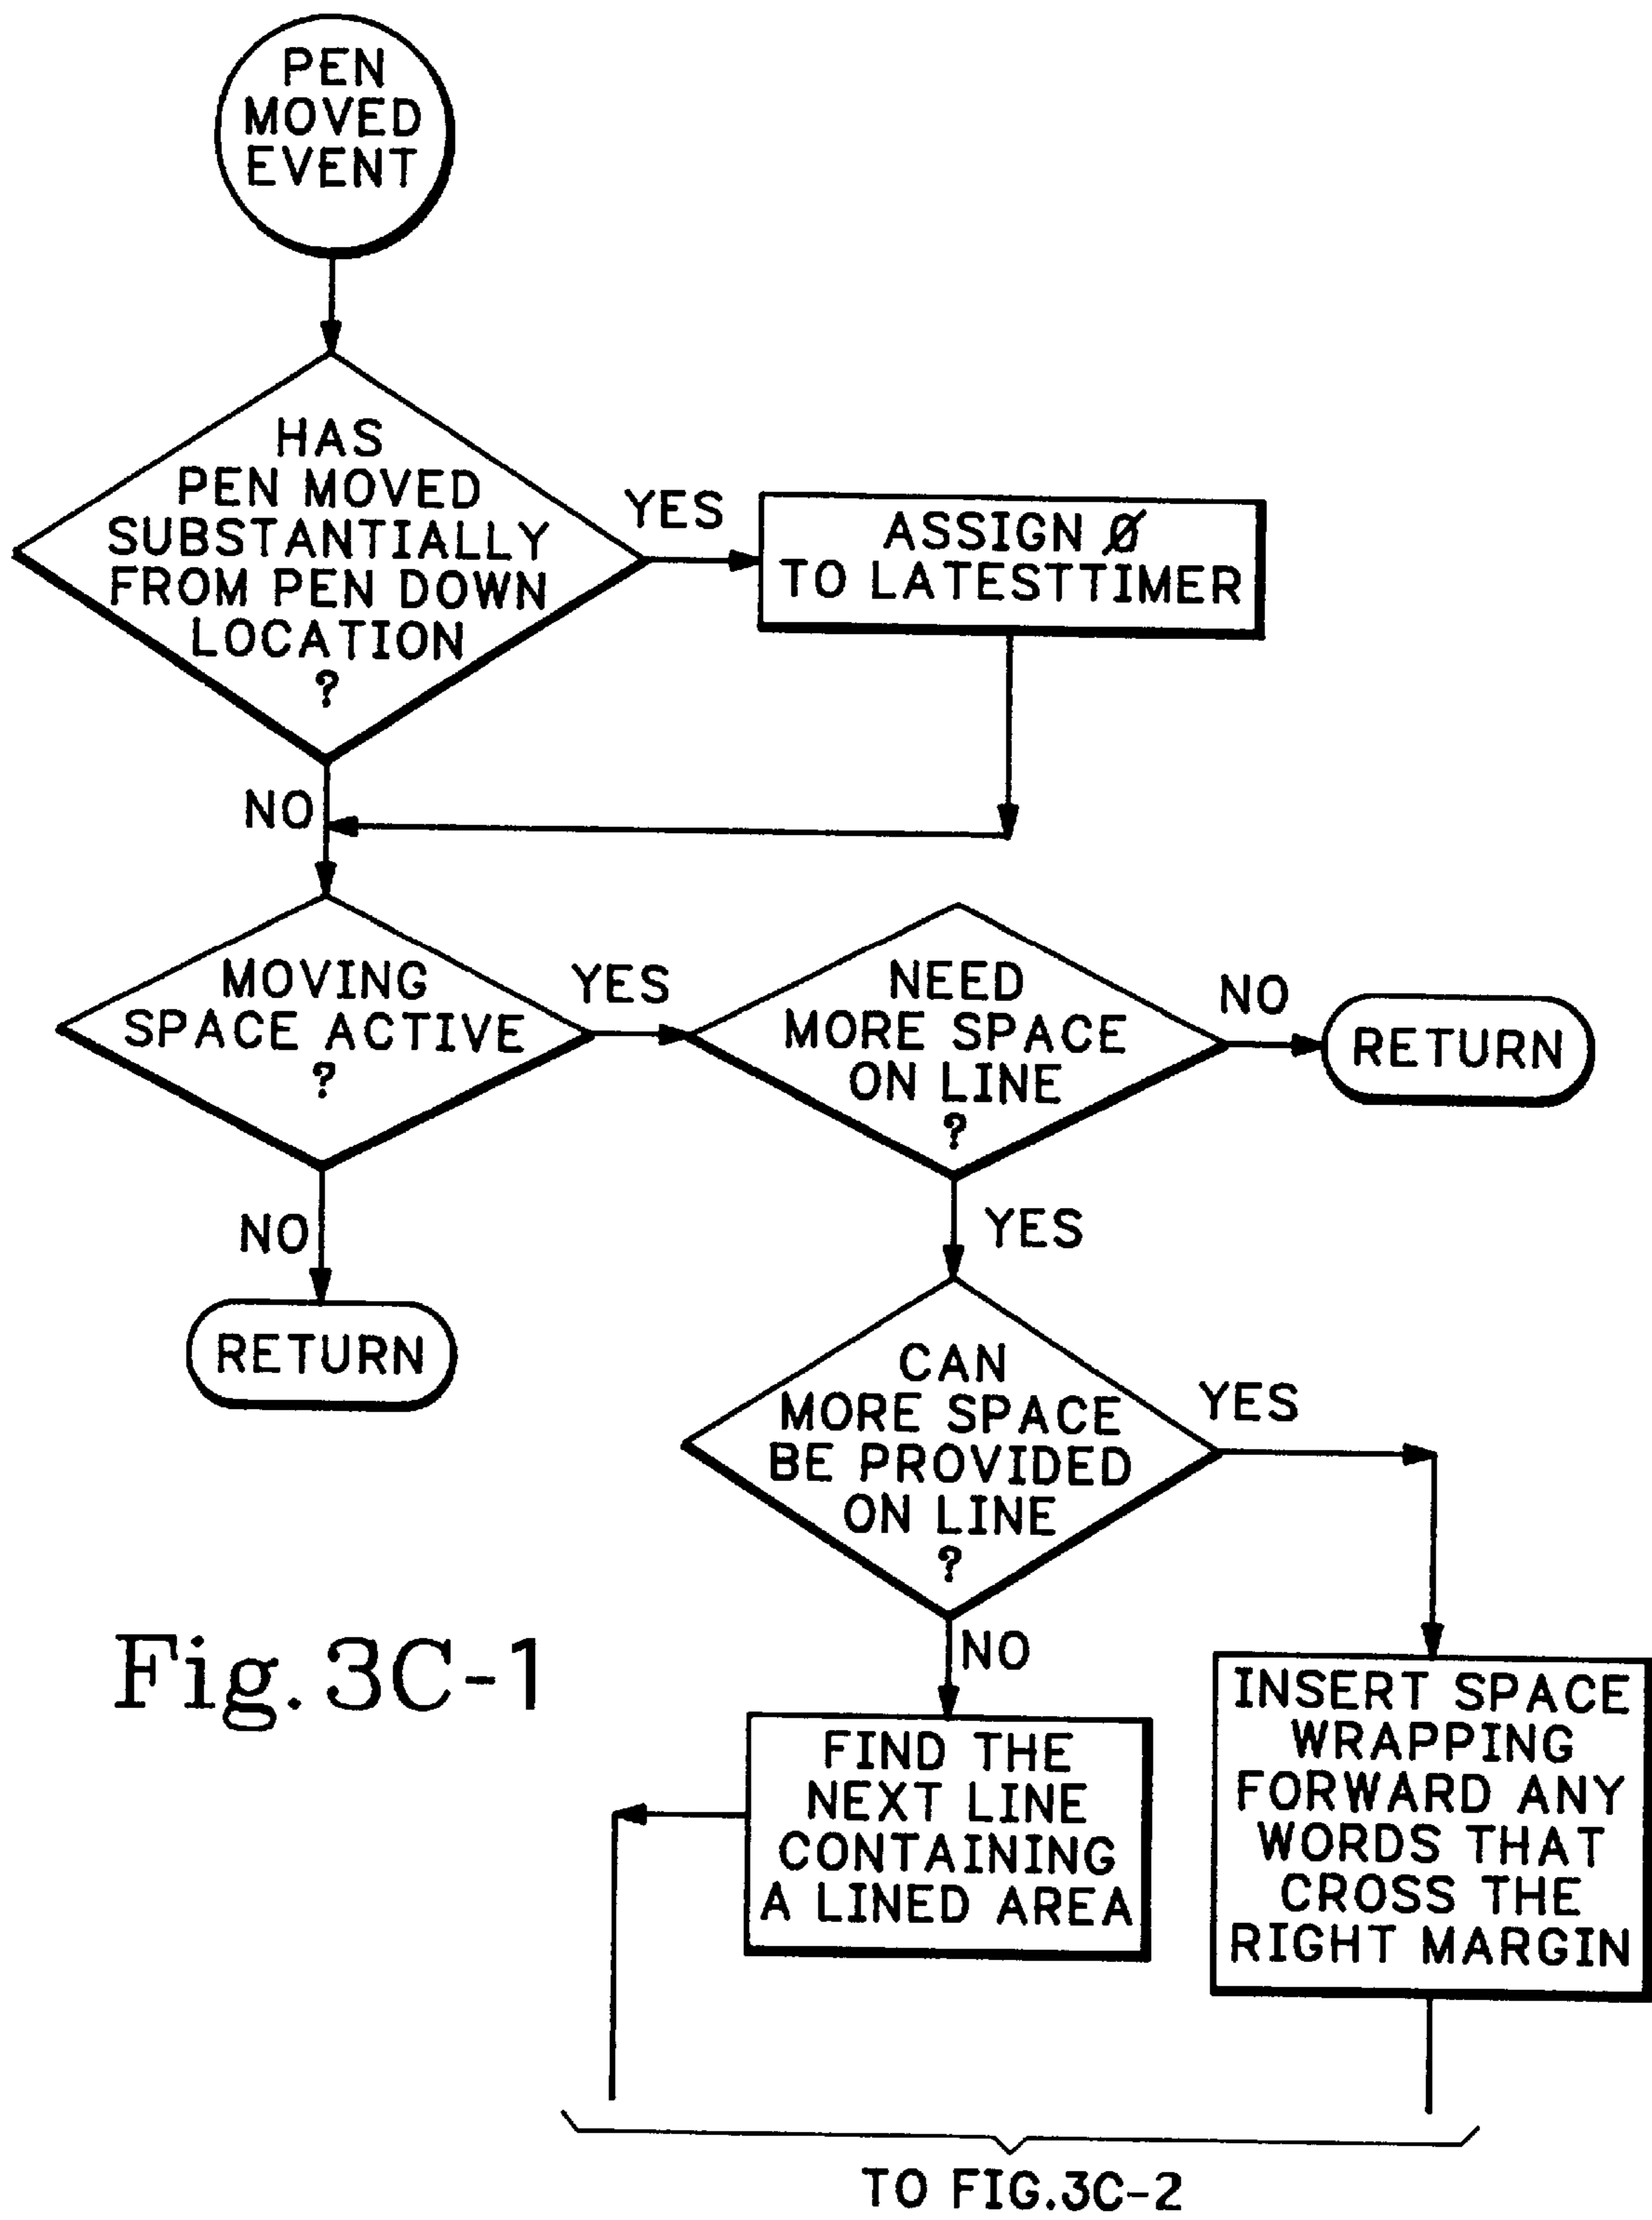 PEN
MOVED
EVENT
HAS
PEN MOVED
SUBSTANTIALLY
FROM PEN DOWN
LOCATION
?
YES
ASSIGN Ø
TO LATESTTIMER
NO
MOVING
SPACE ACTIVE
?
YES
NEED
MORE SPACE
ON LINE
?
NO
RETURN
NO
RETURN
YES
CAN
MORE SPACE
BE PROVIDED
ON LINE
?
YES
NO
Fig. 3C-1
FIND THE
NEXT LINE
CONTAINING
A LINED AREA
INSERT SPACE
WRAPPING
FORWARD ANY
WORDS THAT
CROSS THE
RIGHT MARGIN
TO FIG.3C-2